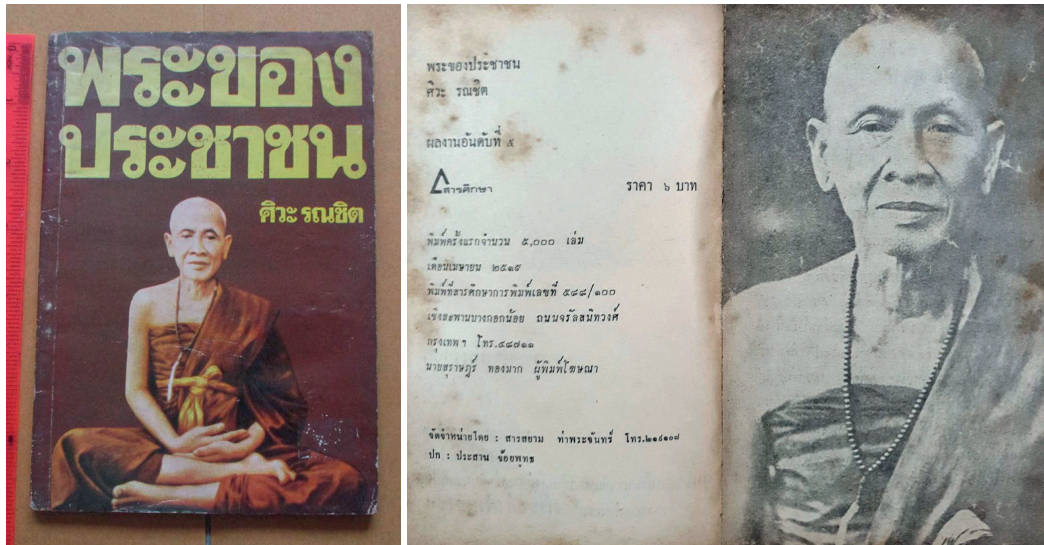 พระของ
ประชาชน
ศิวะ รณชิต
พระของประชาชน
ศิวะ รณชิต
ผลงานอันดับที่ ๕
สารศึกษา
ราคา ๖ บาท
พิมพ์ครั้งแรกจำนวน ๕,๐๐๐ เล่ม
เดือนเมษายน ๒๕๑๕
พิมพ์ที่สารศึกษาการพิมพ์เลขที่ ๕๘๘/๑๐๐
เชิงสะพานบางกอกน้อย ถนนจรัลสนิทวงศ์
กรุงเทพฯ โทร.๔๘๗๑๑
นายสุราษฎร์ ทองมาก ผู้พิมพ์โฆษณา
จัดจำหน่ายโดย : สารสยาม ท่าพระจันทร์ โทร.๒๑๔๑๐๘
ปก : ประสาน ช้อยพุทธ